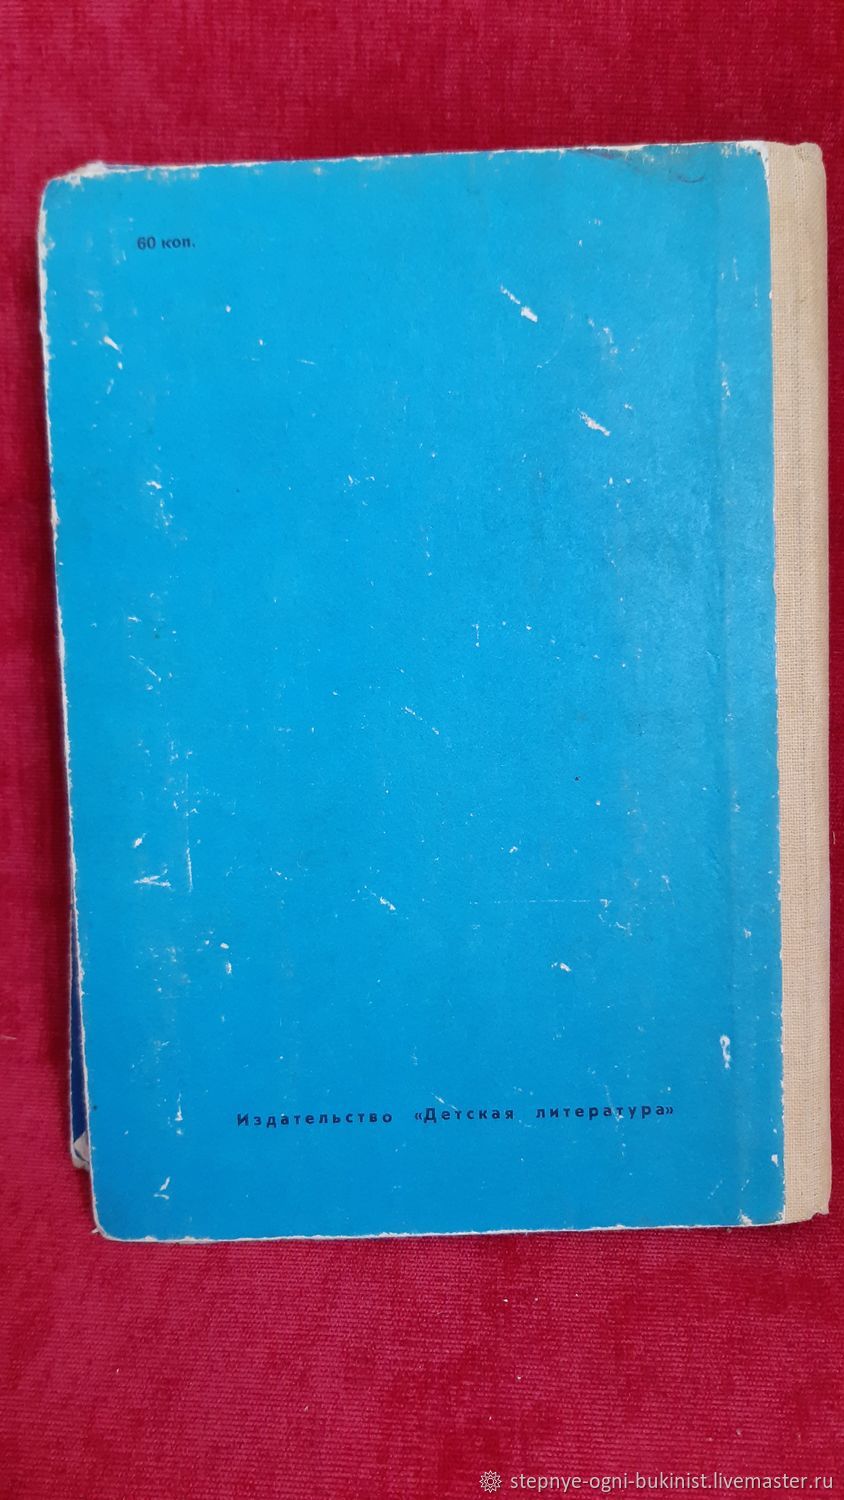 60 коп.
Издательство «Детская литература»
stepnye-ogni-bukinist.livemaster.ru